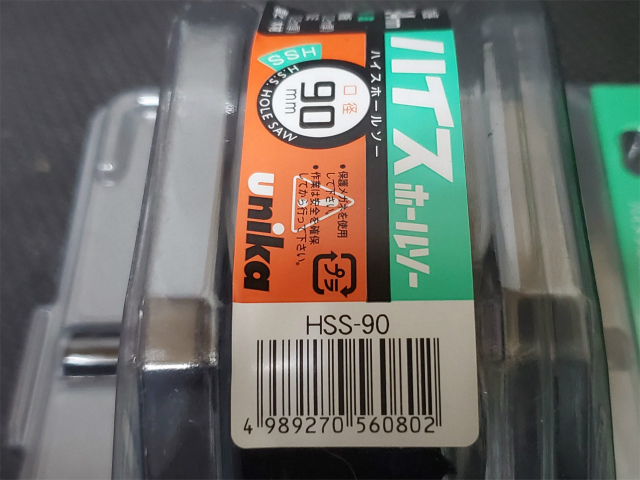 ハイス ホールソー
ハイスホールソー
HSS
H.S.S. HOLE SAW
口径
90
mm
• 保護メガネを使用
して下さい。
• 作業は安全を確保
してから行って下さい。
unika
プラ
HSS-90
4 989270 560802